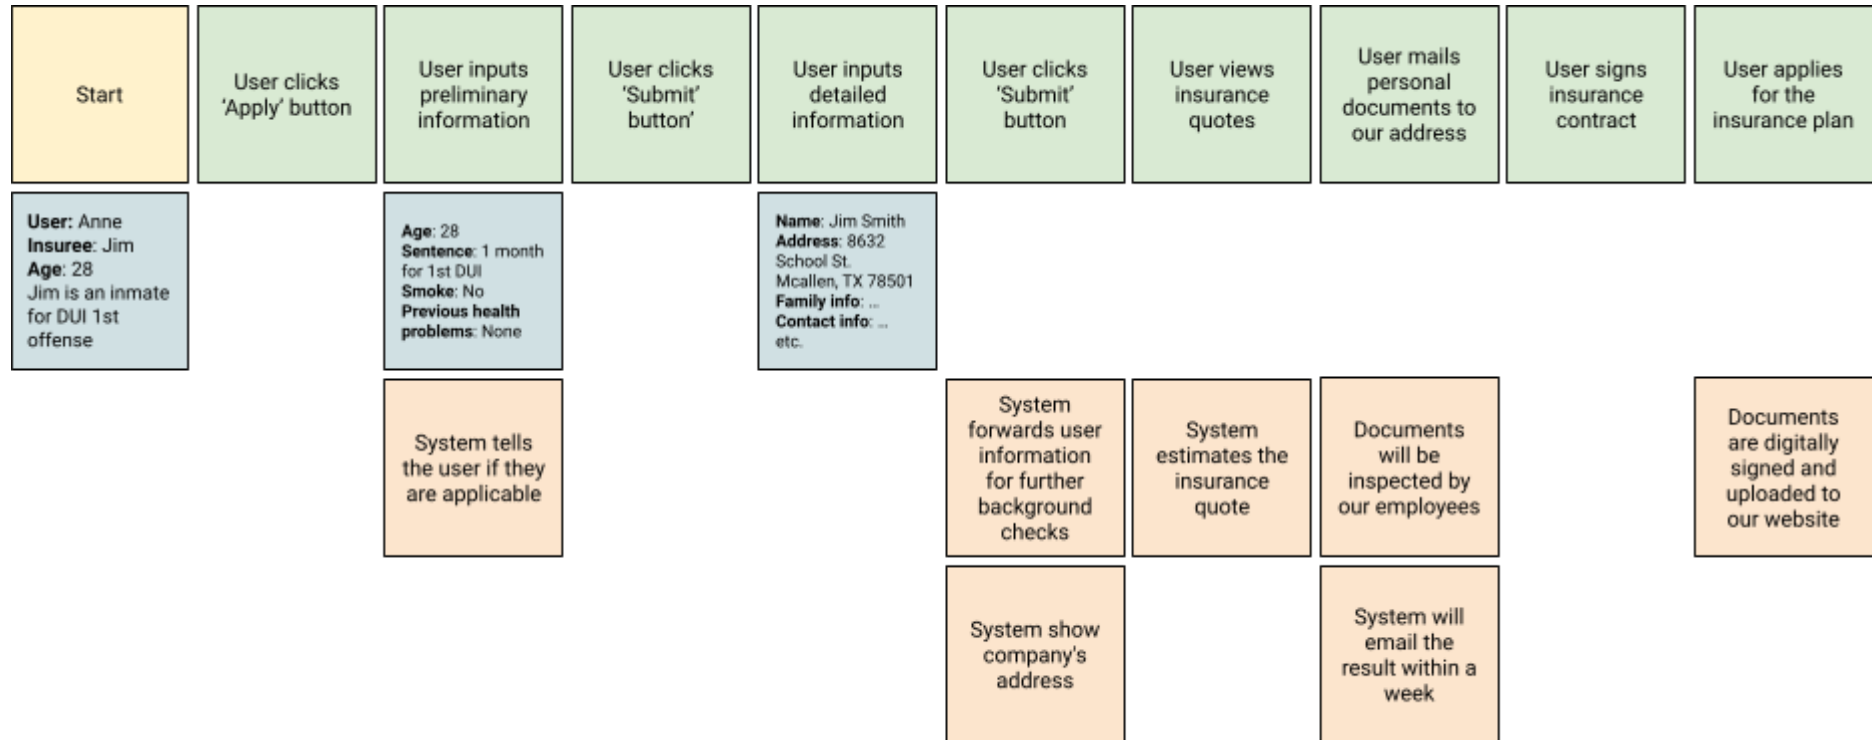 Start
User clicks
‘Apply’ button
User inputs
preliminary
information
User clicks
‘Submit’
button’
User inputs
detailed
information
User clicks
‘Submit’
button
User views
insurance
quotes
User mails
personal
documents to
our address
User signs
insurance
contract
User applies
for the
insurance plan
User: Anne
Insuree: Jim
Age: 28
Jim is an inmate
for DUI 1st
offense
Age: 28
Sentence: 1 month
for 1st DUI
Smoke: No
Previous health
problems: None
Name: Jim Smith
Address: 8632
School St.
Mcallen, TX 78501
Family info: ...
Contact info: ...
etc.
System tells
the user if they
are applicable
System
forwards user
information
for further
background
checks
System
estimates the
insurance
quote
Documents
will be
inspected by
our employees
Documents
are digitally
signed and
uploaded to
our website
System show
company's
address
System will
email the
result within a
week